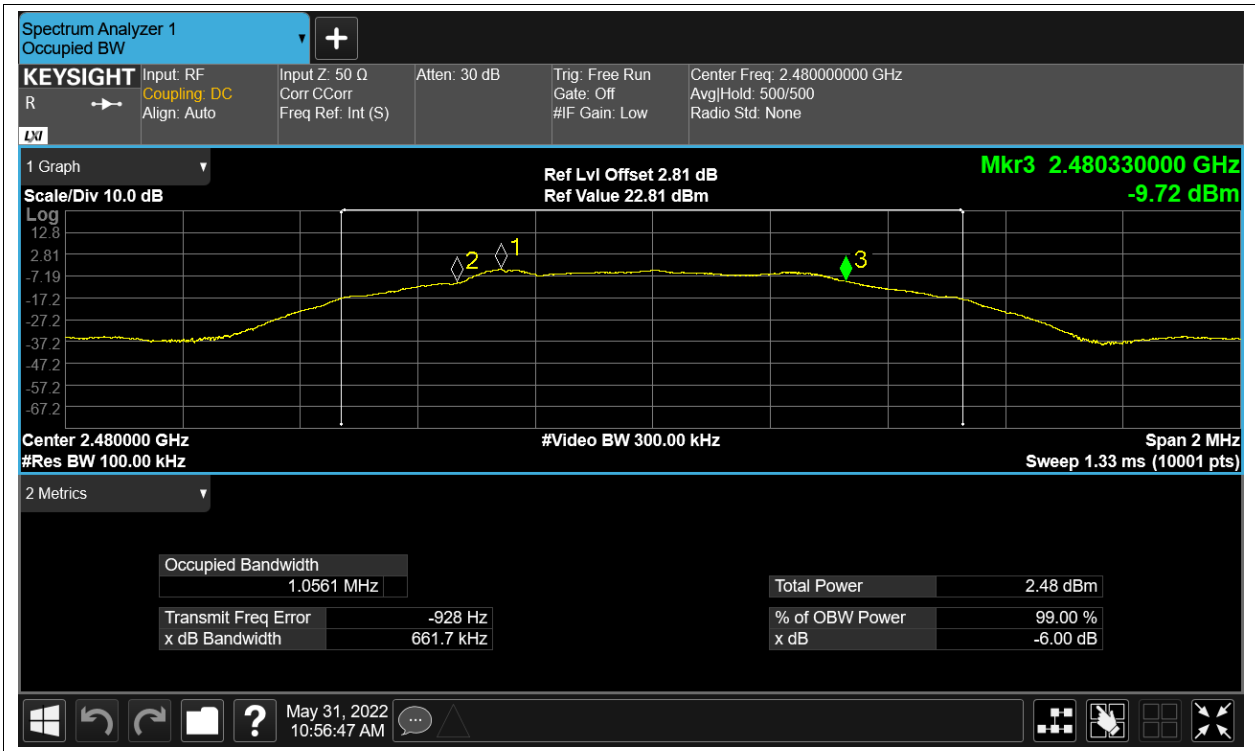 Spectrum Analyzer 1
Occupied BW
KEYSIGHT
R
LXI
Input: RF
Coupling: DC
Align: Auto
Input Z: 50 Ω
Corr CCorr
Freq Ref: Int (S)
Atten: 30 dB
Trig: Free Run
Gate: Off
#IF Gain: Low
Center Freq: 2.480000000 GHz
Avg|Hold: 500/500
Radio Std: None
1 Graph
Scale/Div 10.0 dB
Ref Lvl Offset 2.81 dB
Ref Value 22.81 dBm
Mkr3 2.480330000 GHz
-9.72 dBm
Log
12.8
2.81
-7.19
-17.2
-27.2
-37.2
-47.2
-57.2
-67.2
2
1
3
Center 2.480000 GHz
#Res BW 100.00 kHz
#Video BW 300.00 kHz
Span 2 MHz
Sweep 1.33 ms (10001 pts)
2 Metrics
Occupied Bandwidth
1.0561 MHz
Transmit Freq Error -928 Hz
x dB Bandwidth 661.7 kHz
Total Power 2.48 dBm
% of OBW Power 99.00 %
x dB -6.00 dB
?
May 31, 2022
10:56:47 AM